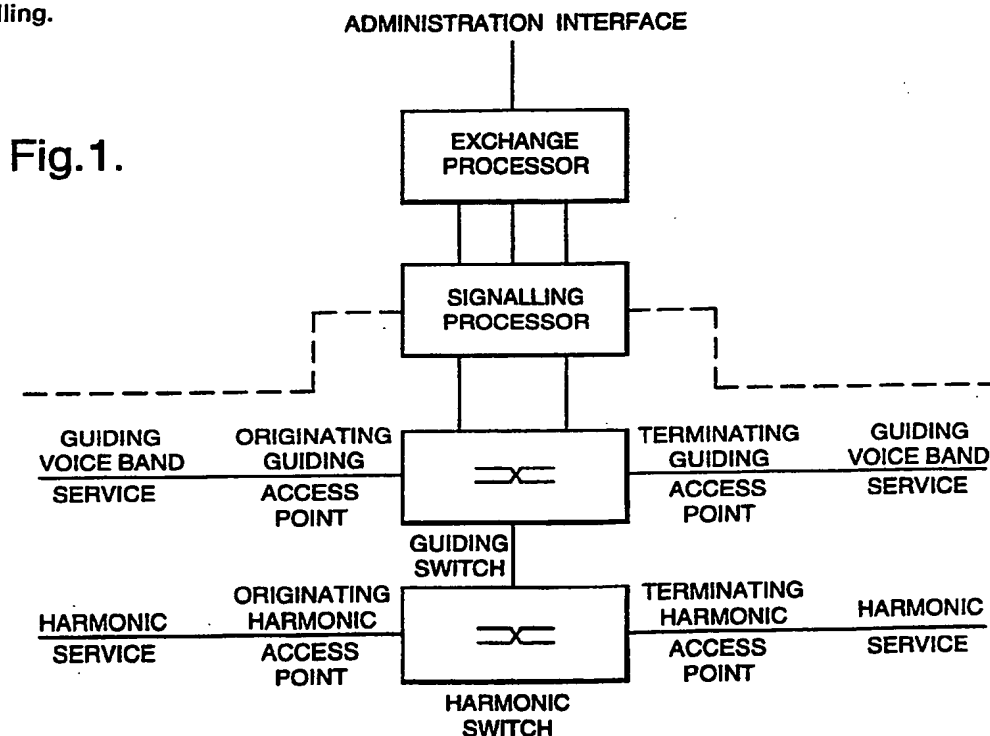 lling.
ADMINISTRATION INTERFACE
Fig.1.
EXCHANGE
PROCESSOR
SIGNALLING
PROCESSOR
GUIDING
VOICE BAND
SERVICE
ORIGINATING
GUIDING
ACCESS
POINT
TERMINATING
GUIDING
ACCESS
POINT
GUIDING
VOICE BAND
SERVICE
GUIDING
SWITCH
HARMONIC
SERVICE
ORIGINATING
HARMONIC
ACCESS
POINT
TERMINATING
HARMONIC
ACCESS
POINT
HARMONIC
SERVICE
HARMONIC
SWITCH